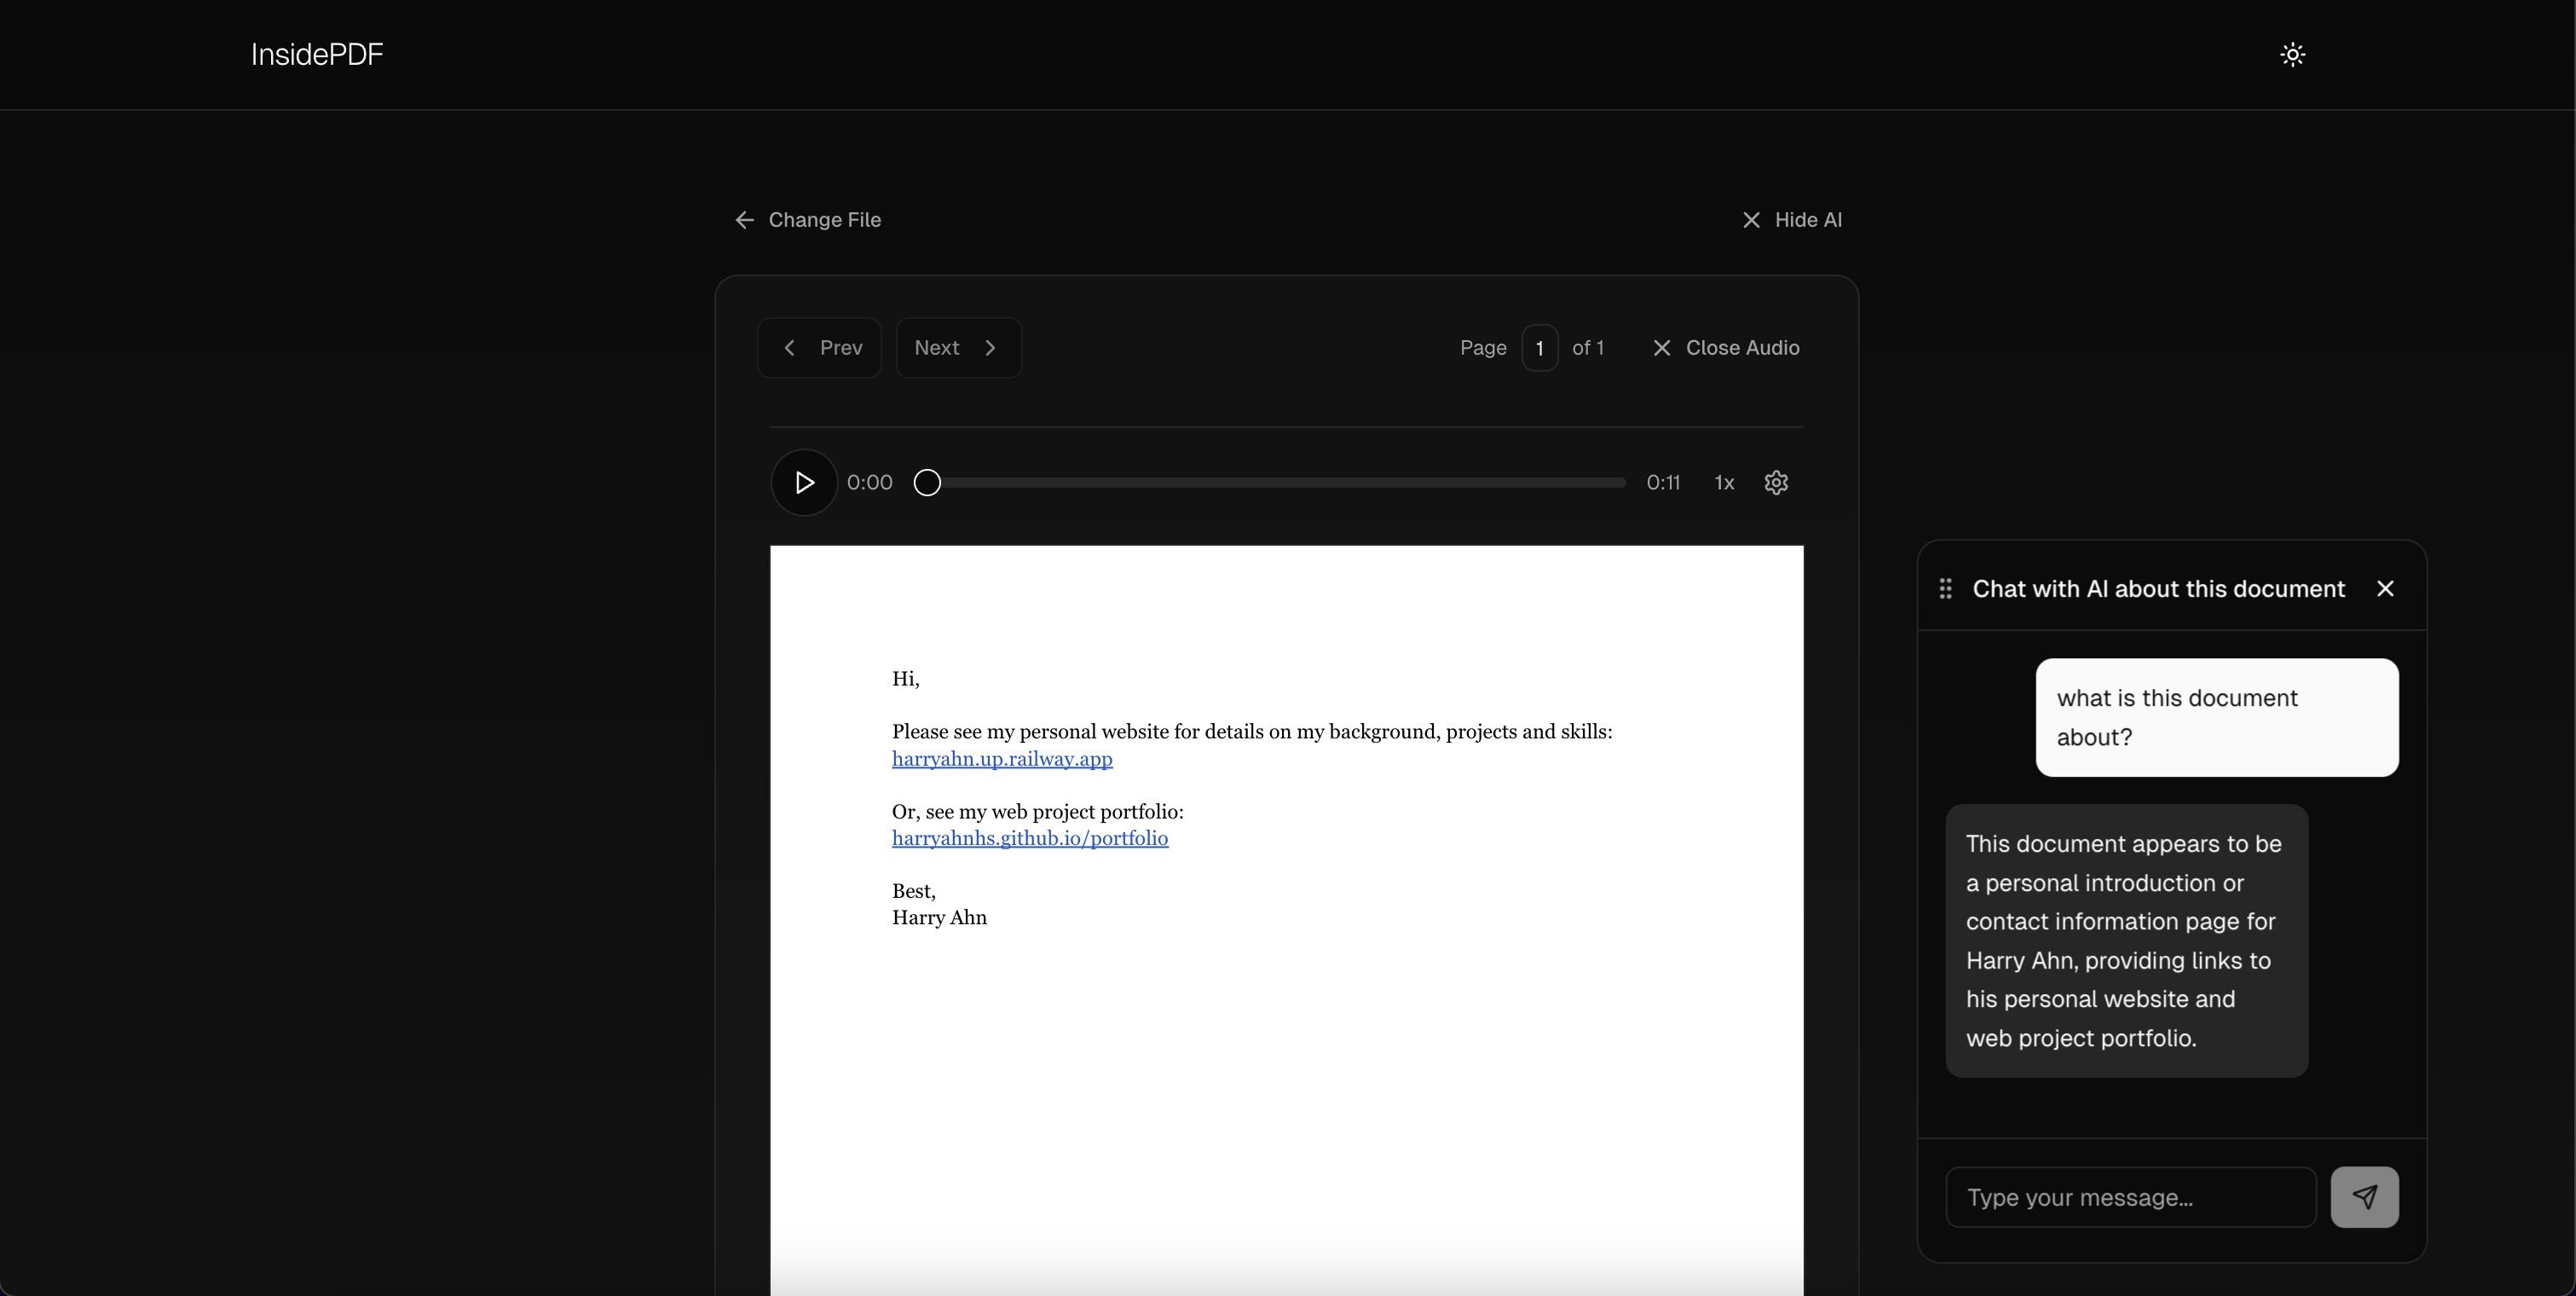 InsidePDF
Change File
Hide AI
Prev
Next
Page 1 of 1
Close Audio
0:00
0:11
1x
Hi,
Please see my personal website for details on my background, projects and skills:
harryahn.up.railway.app
Or, see my web project portfolio:
harryahnhs.github.io/portfolio
Best,
Harry Ahn
Chat with AI about this document
what is this document
about?
This document appears to be
a personal introduction or
contact information page for
Harry Ahn, providing links to
his personal website and
web project portfolio.
Type your message...